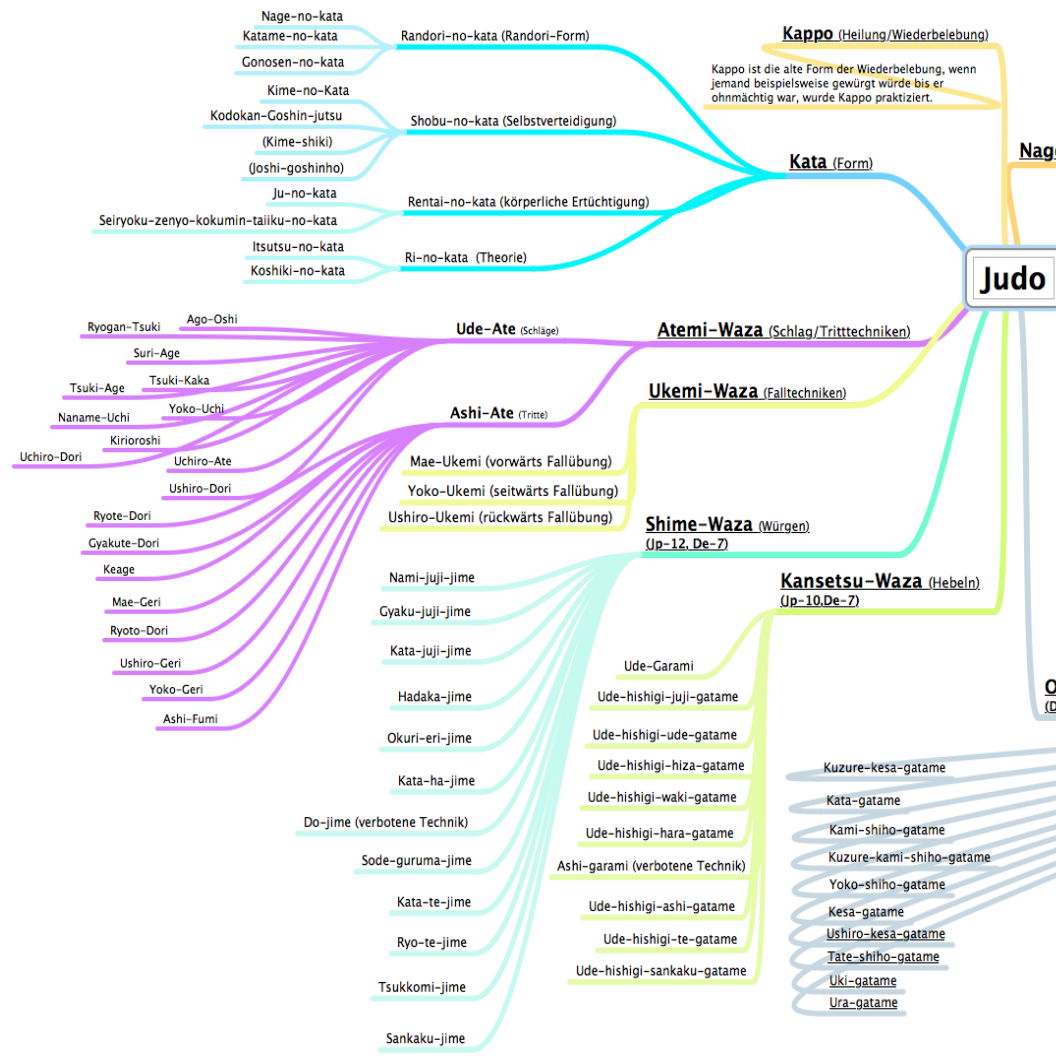 Nage-no-kata
Katame-no-kata
Gonosen-no-kata
Randori-no-kata (Randori-Form)
Kime-no-Kata
Kodokan-Goshin-jutsu
(Kime-shiki)
(Joshi-goshinho)
Shobu-no-kata (Selbstverteidigung)
Ju-no-kata
Seiryoku-zenyo-kokumin-taiiku-no-kata
Rentai-no-kata (körperliche Ertüchtigung)
Itsutsu-no-kata
Koshiki-no-kata
Ri-no-kata (Theorie)
Kata (Form)
Kappo (Heilung/Wiederbelebung)
Kappo ist die alte Form der Wiederbelebung, wenn
jemand beispielsweise gewürgt würde bis er
ohnmächtig war, wurde Kappo praktiziert.
Nage
Judo
Atemi-Waza (Schlag/Tritttechniken)
Ude-Ate (Schläge)
Ago-Oshi
Ryogan-Tsuki
Suri-Age
Tsuki-Kaka
Tsuki-Age
Yoko-Uchi
Naname-Uchi
Kirioroshi
Uchiro-Dori
Uchiro-Ate
Ushiro-Dori
Ashi-Ate (Tritte)
Ryote-Dori
Gyakute-Dori
Keage
Mae-Geri
Ryoto-Dori
Ushiro-Geri
Yoko-Geri
Ashi-Fumi
Ukemi-Waza (Falltechniken)
Mae-Ukemi (vorwärts Fallübung)
Yoko-Ukemi (seitwärts Fallübung)
Ushiro-Ukemi (rückwärts Fallübung)
Shime-Waza (Würgen)
(Jp-12, De-7)
Nami-juji-jime
Gyaku-juji-jime
Kata-juji-jime
Hadaka-jime
Okuri-eri-jime
Kata-ha-jime
Do-jime (verbotene Technik)
Sode-guruma-jime
Kata-te-jime
Ryo-te-jime
Tsukkomi-jime
Sankaku-jime
Kansetsu-Waza (Hebeln)
(Jp-10,De-7)
Ude-Garami
Ude-hishigi-juji-gatame
Ude-hishigi-ude-gatame
Ude-hishigi-hiza-gatame
Ude-hishigi-waki-gatame
Ude-hishigi-hara-gatame
Ashi-garami (verbotene Technik)
Ude-hishigi-ashi-gatame
Ude-hishigi-te-gatame
Ude-hishigi-sankaku-gatame
O
(D
Kuzure-kesa-gatame
Kata-gatame
Kami-shiho-gatame
Kuzure-kami-shiho-gatame
Yoko-shiho-gatame
Kesa-gatame
Ushiro-kesa-gatame
Tate-shiho-gatame
Uki-gatame
Ura-gatame